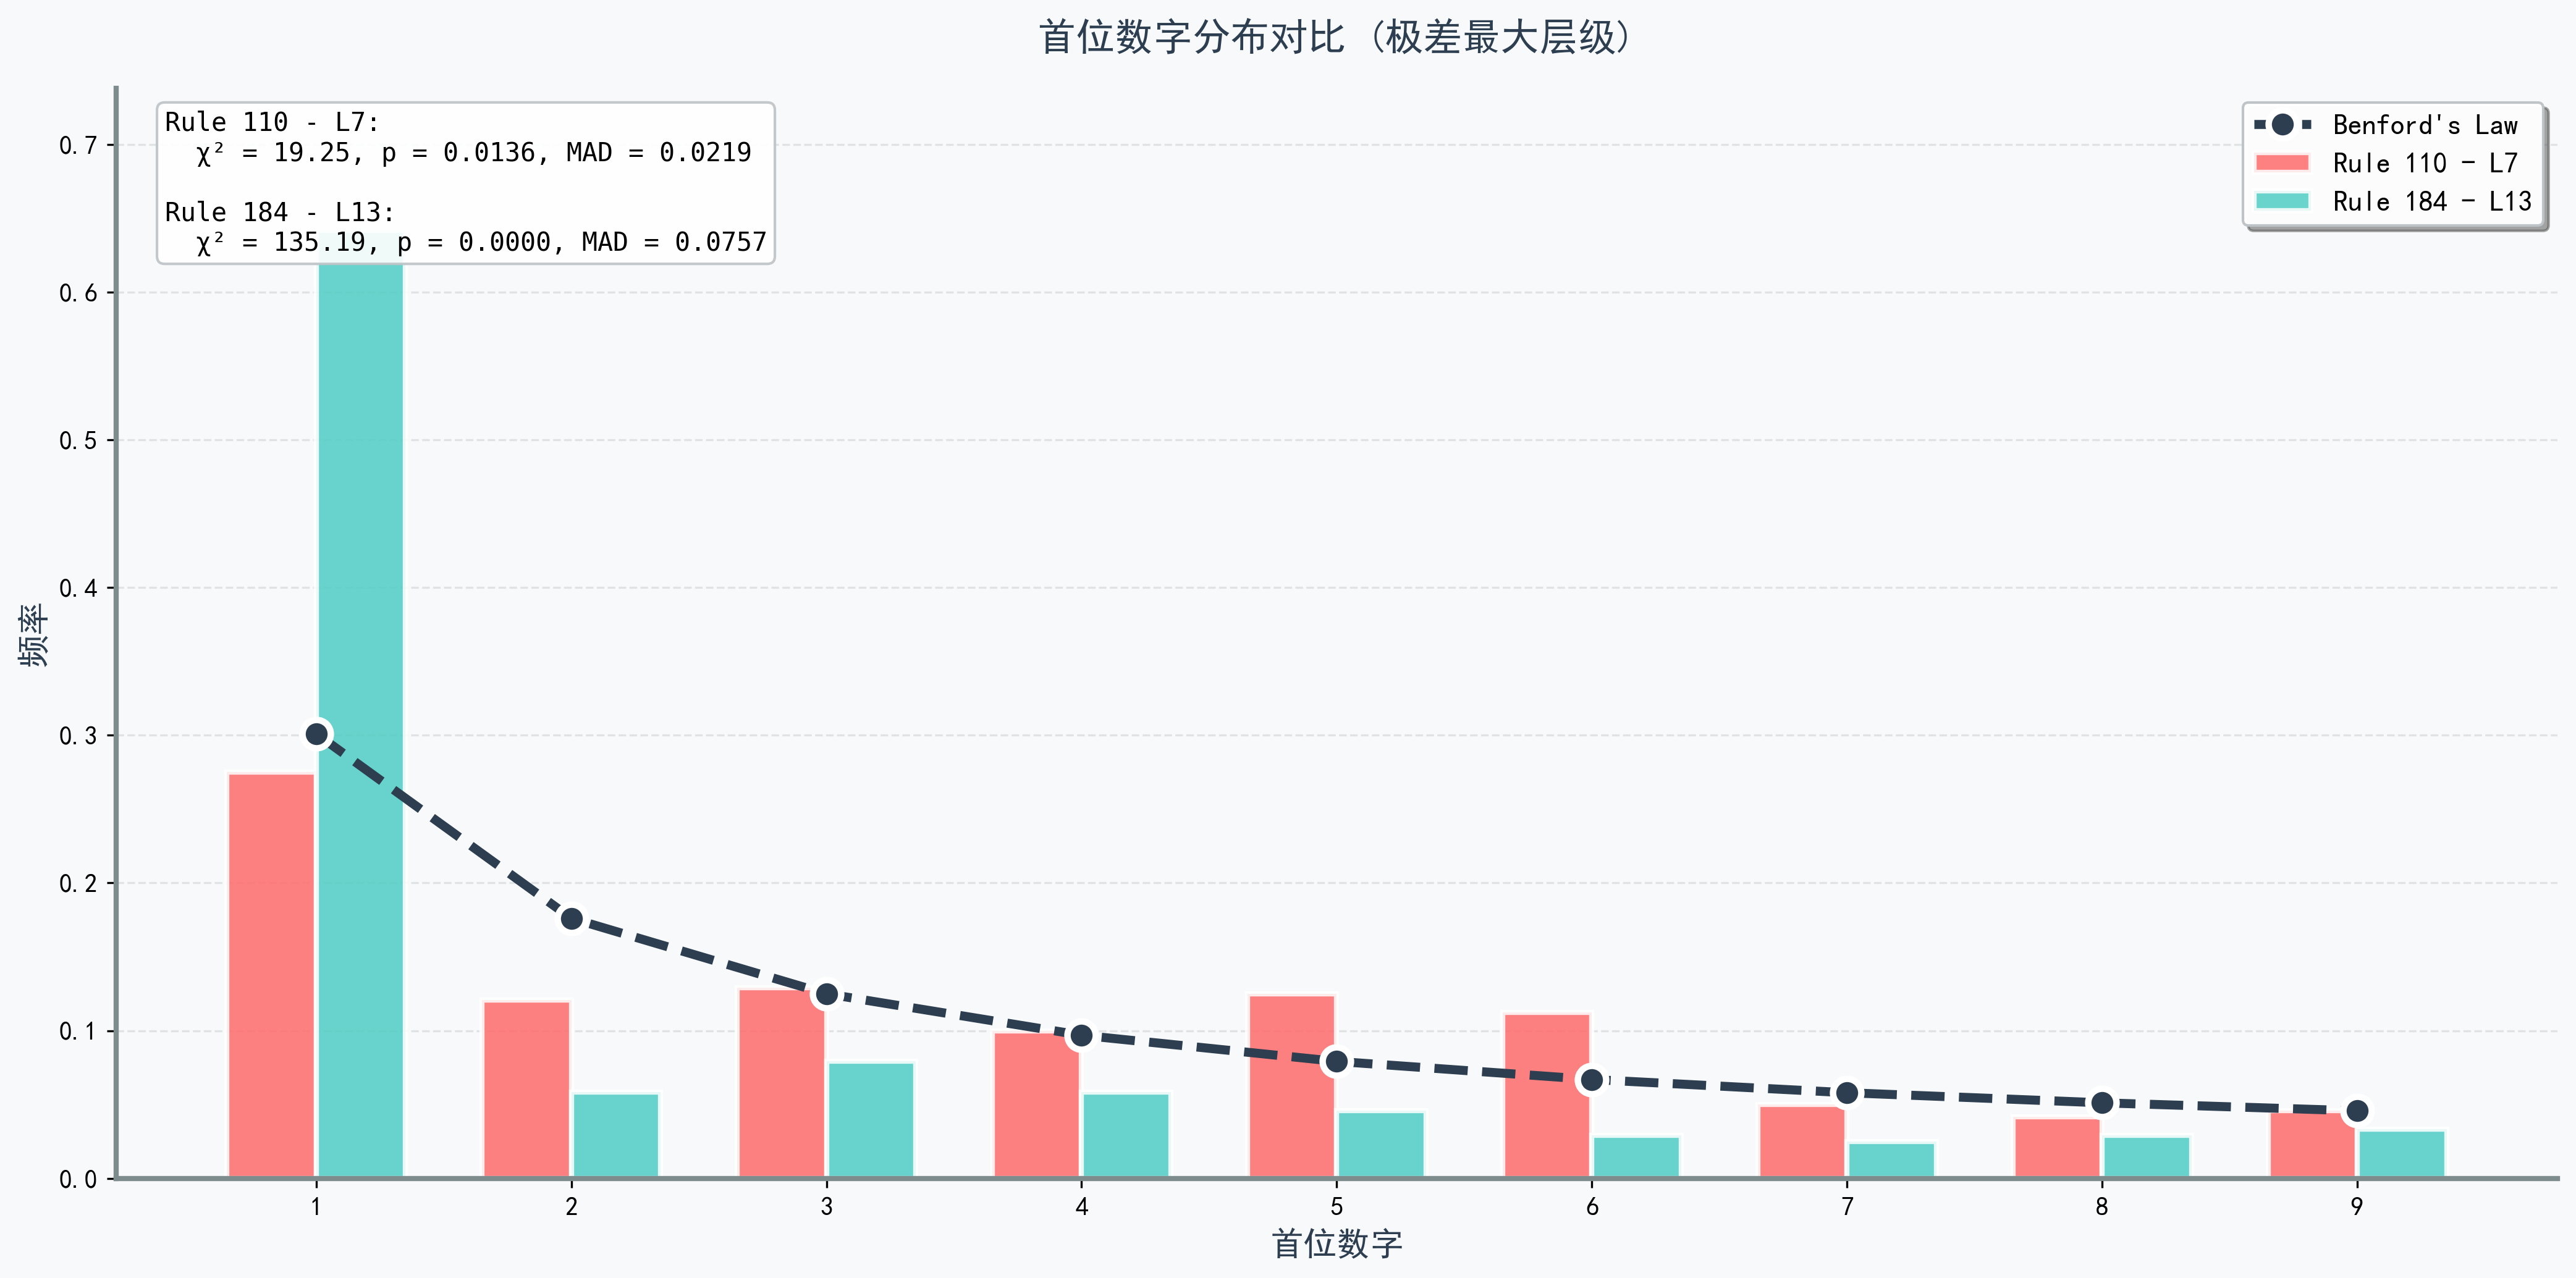 首位数字分布对比 (极差最大层级)
Rule 110 - L7:
χ² = 19.25, p = 0.0136, MAD = 0.0219
Rule 184 - L13:
χ² = 135.19, p = 0.0000, MAD = 0.0757
Benford's Law
Rule 110 - L7
Rule 184 - L13
0.7
0.6
0.5
0.4
0.3
0.2
0.1
0.0
频率
1 2 3 4 5 6 7 8 9
首位数字